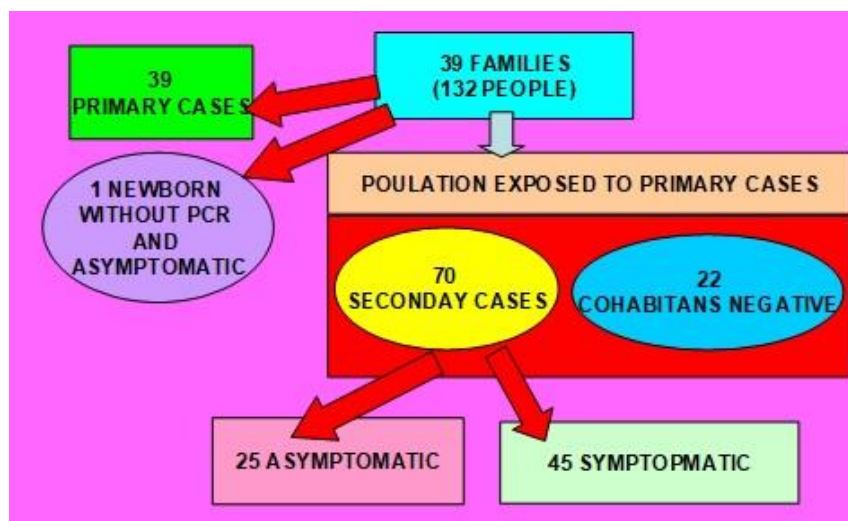 39
PRIMARY CASES
39 FAMILIES
(132 PEOPLE)
1 NEWBORN
WITHOUT PCR
AND
ASYMPTOMATIC
POULATION EXPOSED TO PRIMARY CASES
70
SECONDAY CASES
22
COHABITANS NEGATIVE
25 ASYMPTOMATIC
45 SYMPTOPMATIC